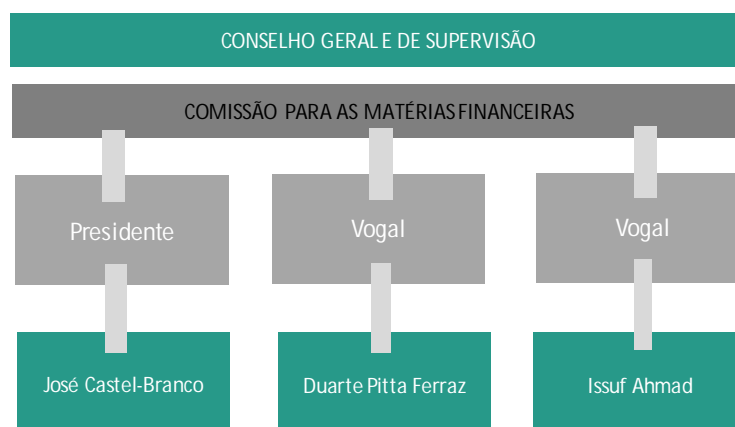 CONSELHO GERAL E DE SUPERVISÃO
COMISSÃO PARA AS MATÉRIAS FINANCEIRAS
Presidente
Vogal
Vogal
José Castel-Branco
Duarte Pitta Ferraz
Issuf Ahmad